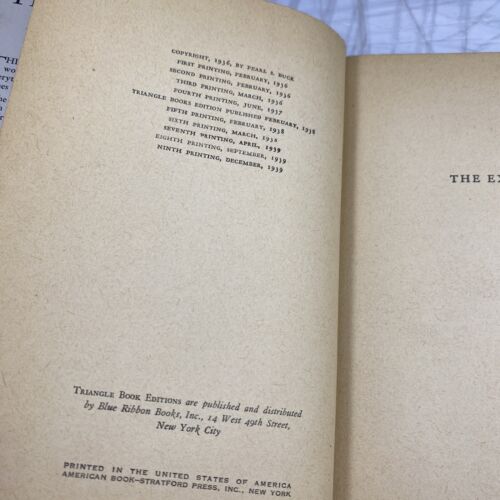 COPYRIGHT, 1936, BY PEARL S. BUCK
FIRST PRINTING, FEBRUARY, 1936
SECOND PRINTING, FEBRUARY, 1936
THIRD PRINTING, MARCH, 1936
FOURTH PRINTING, JUNE, 1937
TRIANGLE BOOKS EDITION PUBLISHED FEBRUARY, 1938
FIFTH PRINTING, FEBRUARY, 1938
SIXTH PRINTING, MARCH, 1938
SEVENTH PRINTING, APRIL, 1939
EIGHTH PRINTING, SEPTEMBER, 1939
NINTH PRINTING, DECEMBER, 1939
TRIANGLE BOOK EDITIONS are published and distributed
by Blue Ribbon Books, Inc., 14 West 49th Street,
New York City
PRINTED IN THE UNITED STATES OF AMERICA
AMERICAN BOOK—STRATFORD PRESS, INC., NEW YORK
THE EX